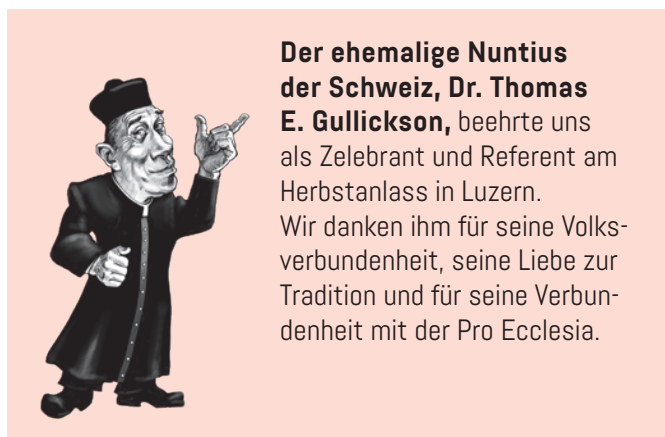 Der ehemalige Nuntius
der Schweiz, Dr. Thomas
E. Gullickson, beehrte uns
als Zelebrant und Referent am
Herbstanlass in Luzern.
Wir danken ihm für seine Volks-
verbundenheit, seine Liebe zur
Tradition und für seine Verbun-
denheit mit der Pro Ecclesia.